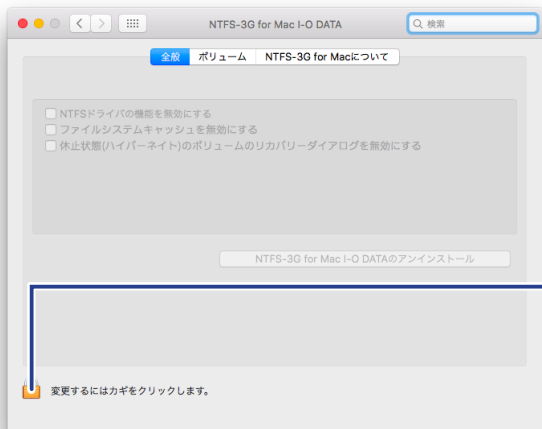 NTFS-3G for Mac I-O DATA
検索
全般 ボリューム NTFS-3G for Macについて
NTFSドライバの機能を無効にする
ファイルシステムキャッシュを無効にする
休止状態(ハイバーネイト)のボリュームのリカバリーダイアログを無効にする
NTFS-3G for Mac I-O DATAのアンインストール
変更するにはカギをクリックします。